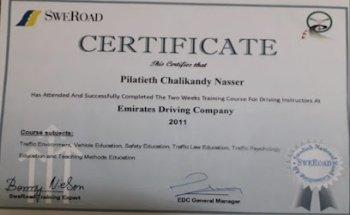 SWEROAD
CERTIFICATE
This Certifies that
Pilatieth Chalikandy Nasser
Has Attended And Successfully Completed The Two Weeks Training Course For Driving Instructors At
Emirates Driving Company
2011
Course subjects:
Traffic Environment, Vehicle Education, Safety Education, Traffic Law Education, Traffic Psychology
Education and Teaching Methods Education
SweRoad Training Expert
EDC General Manager
SWEROAD